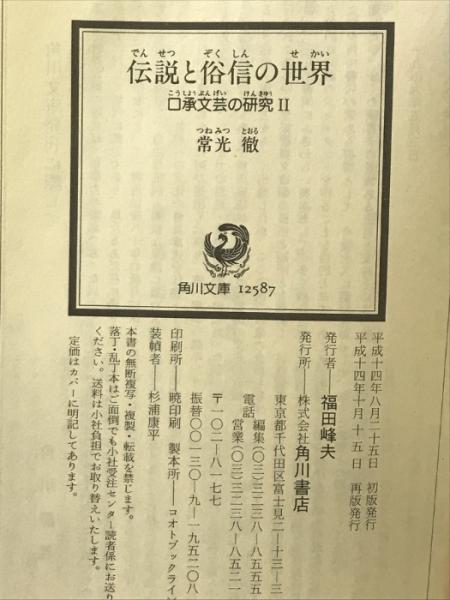 でんせつ ぞくしん せかい
伝説と俗信の世界
こうしょうぶんげい けんきゅう
口承文芸の研究 II
つねみつ とおる
常光 徹
角川文庫 12587
平成十四年八月二十五日 初版発行
平成十四年十月十五日 再版発行
発行者――福田峰夫
発行所――株式会社角川書店
東京都千代田区富士見二―十三―三
電話 編集(〇三)三二三八―八五五五
営業(〇三)三二三八―八五二一
〒一〇二―八一七七
振替〇〇一三〇―九―一九五二〇八
印刷所――暁印刷 製本所――コオトブックライン
装幀者――杉浦康平
本書の無断複写・複製・転載を禁じます。
落丁・乱丁本はご面倒でも小社受注センター読者係にお送り
ください。送料は小社負担でお取り替えいたします。
定価はカバーに明記してあります。